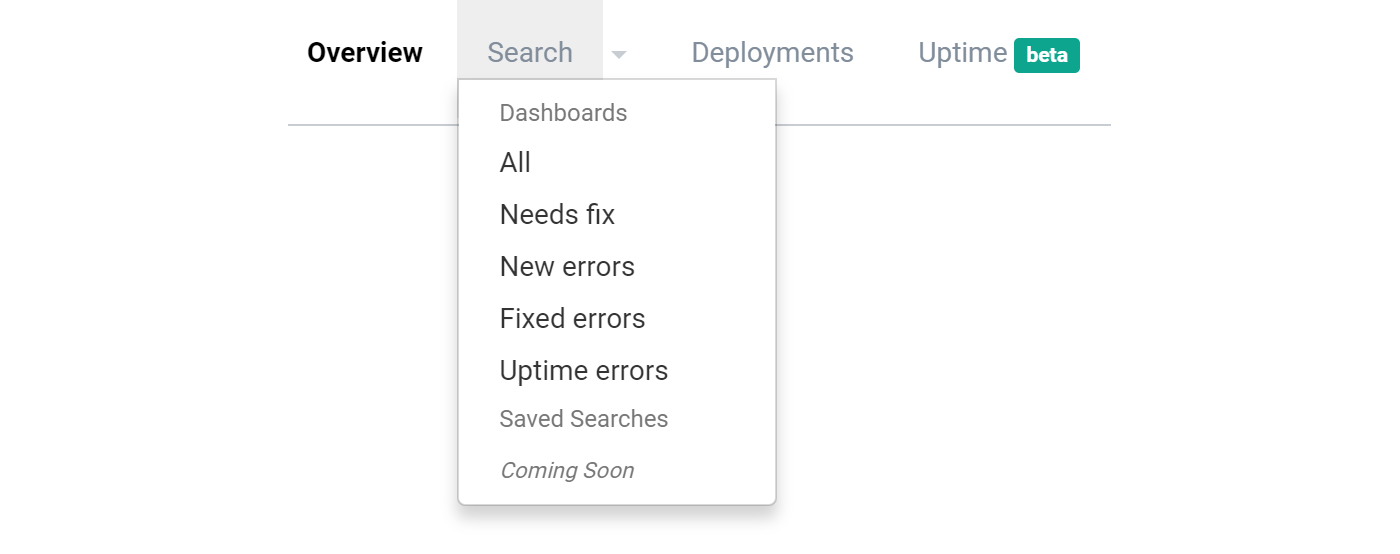 Overview Search Deployments Uptime beta
Dashboards
All
Needs fix
New errors
Fixed errors
Uptime errors
Saved Searches
Coming Soon